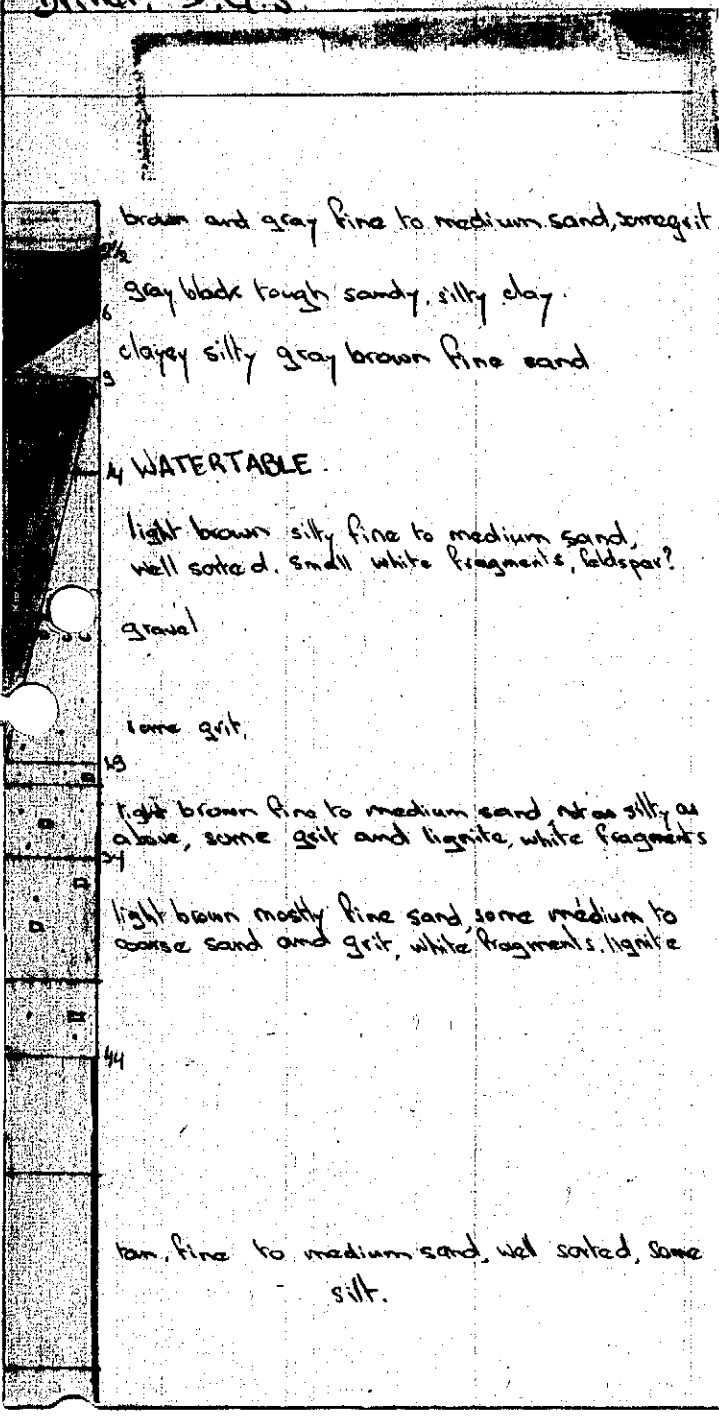 brown and gray fine to medium sand, some grit
2½
gray black tough sandy, silty clay.
6
clayey silty gray brown fine sand
9
14 WATERTABLE.
light brown silty fine to medium sand,
well sorted. small white fragments, feldspar?
gravel
some grit,
light brown fine to medium sand, not as silty as
above, some grit and lignite, white fragments
light brown mostly fine sand, some medium to
coarse sand and grit, white fragments, lignite
44
tan, fine to medium sand, wel sorted, some
silt.